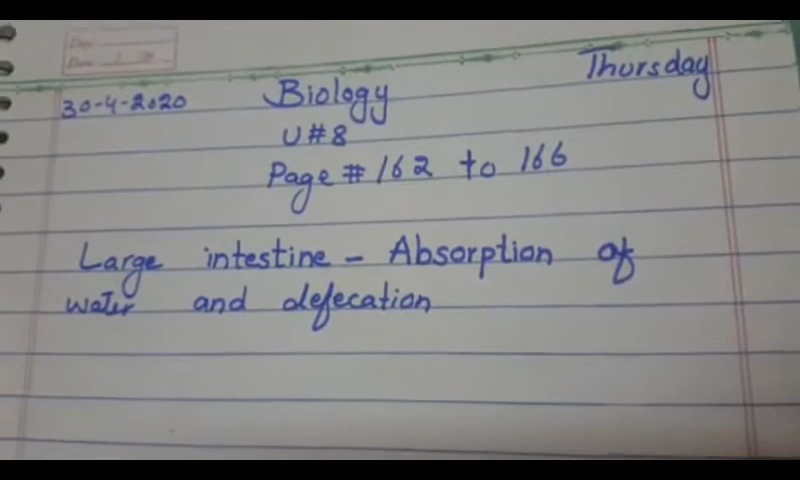 30-4-2020 Biology Thursday
U#8
Page # 162 to 166
Large intestine - Absorption of
water and defecation